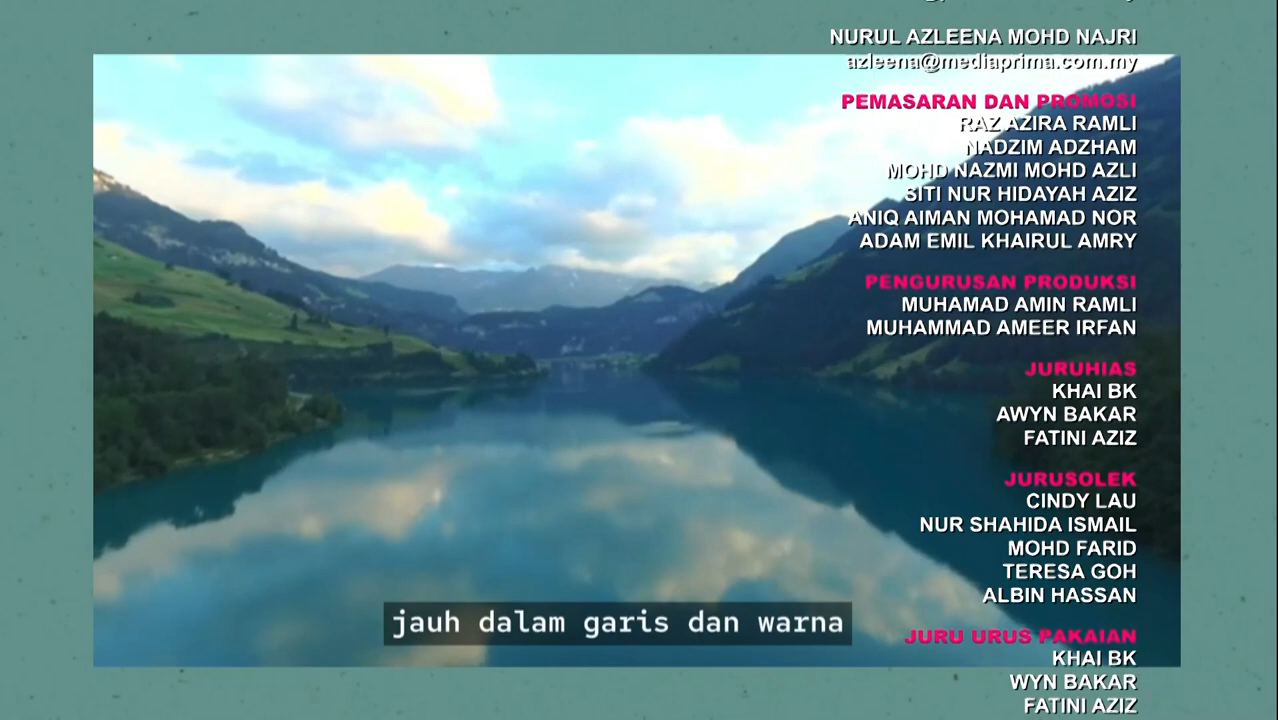 NURUL AZLEENA MOHD NAJRI
azleena@mediaprima.com.my
PEMASARAN DAN PROMOSI
RAZ AZIRA RAMLI
NADZIM ADZHAM
MOHD NAZMI MOHD AZLI
SITI NUR HIDAYAH AZIZ
ANIQ AIMAN MOHAMAD NOR
ADAM EMIL KHAIRUL AMRY
PENGURUSAN PRODUKSI
MUHAMAD AMIN RAMLI
MUHAMMAD AMEER IRFAN
JURUHIAS
KHAI BK
AWYN BAKAR
FATINI AZIZ
JURUSOLEK
CINDY LAU
NUR SHAHIDA ISMAIL
MOHD FARID
TERESA GOH
ALBIN HASSAN
JURU URUS PAKAIAN
KHAI BK
WYN BAKAR
FATINI AZIZ
jauh dalam garis dan warna